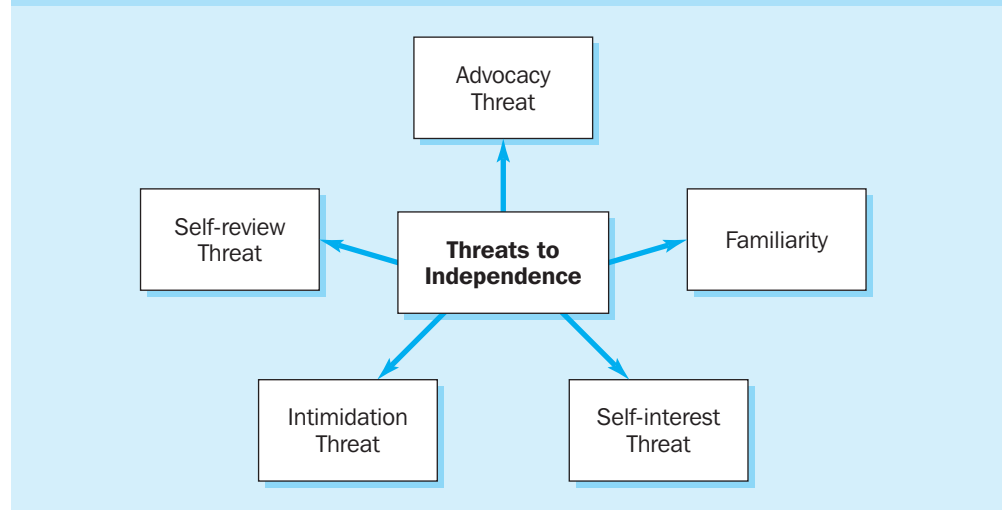 Advocacy
Threat
Self-review
Threat
Threats to
Independence
Familiarity
Intimidation
Threat
Self-interest
Threat